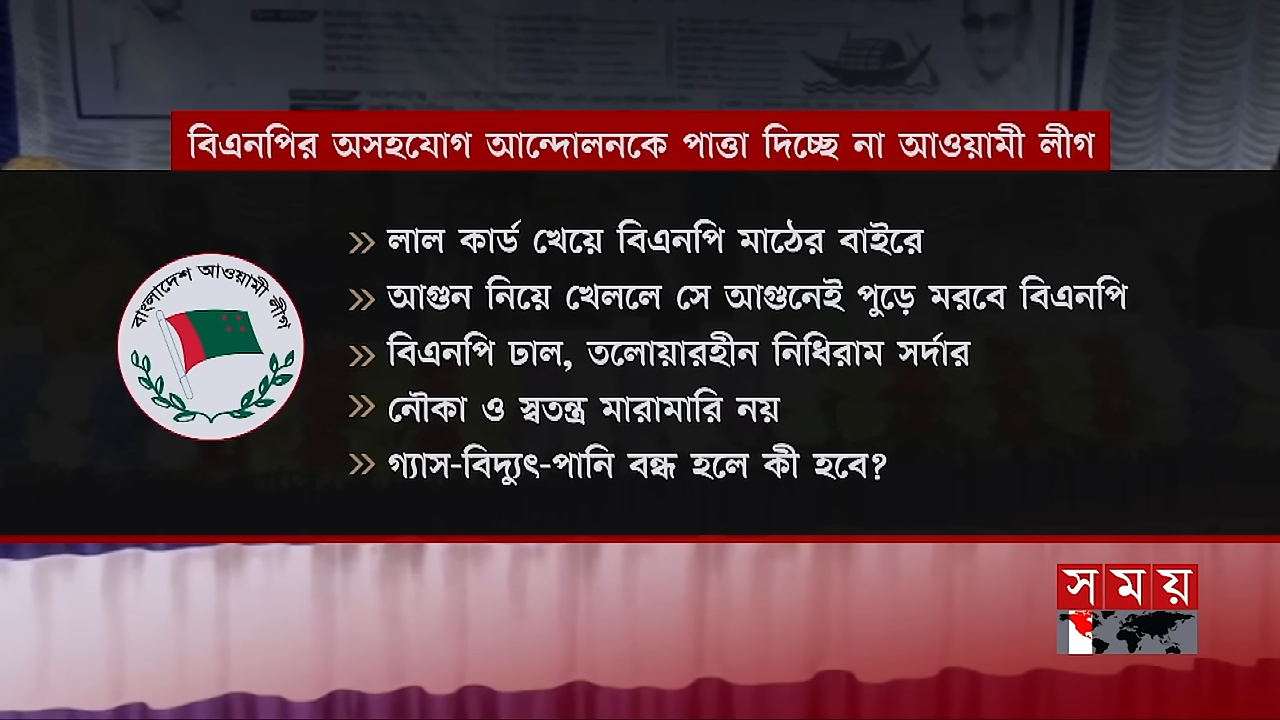 বিএনপির অসহযোগ আন্দোলনকে পাত্তা দিচ্ছে না আওয়ামী লীগ
লাল কার্ড খেয়ে বিএনপি মাঠের বাইরে
আগুন নিয়ে খেললে সে আগুনেই পুড়ে মরবে বিএনপি
বিএনপি ঢাল, তলোয়ারহীন নিধিরাম সর্দার
নৌকা ও স্বতন্ত্র মারামারি নয়
গ্যাস-বিদ্যুৎ-পানি বন্ধ হলে কী হবে?
বাংলাদেশ আওয়ামী লীগ
সময়